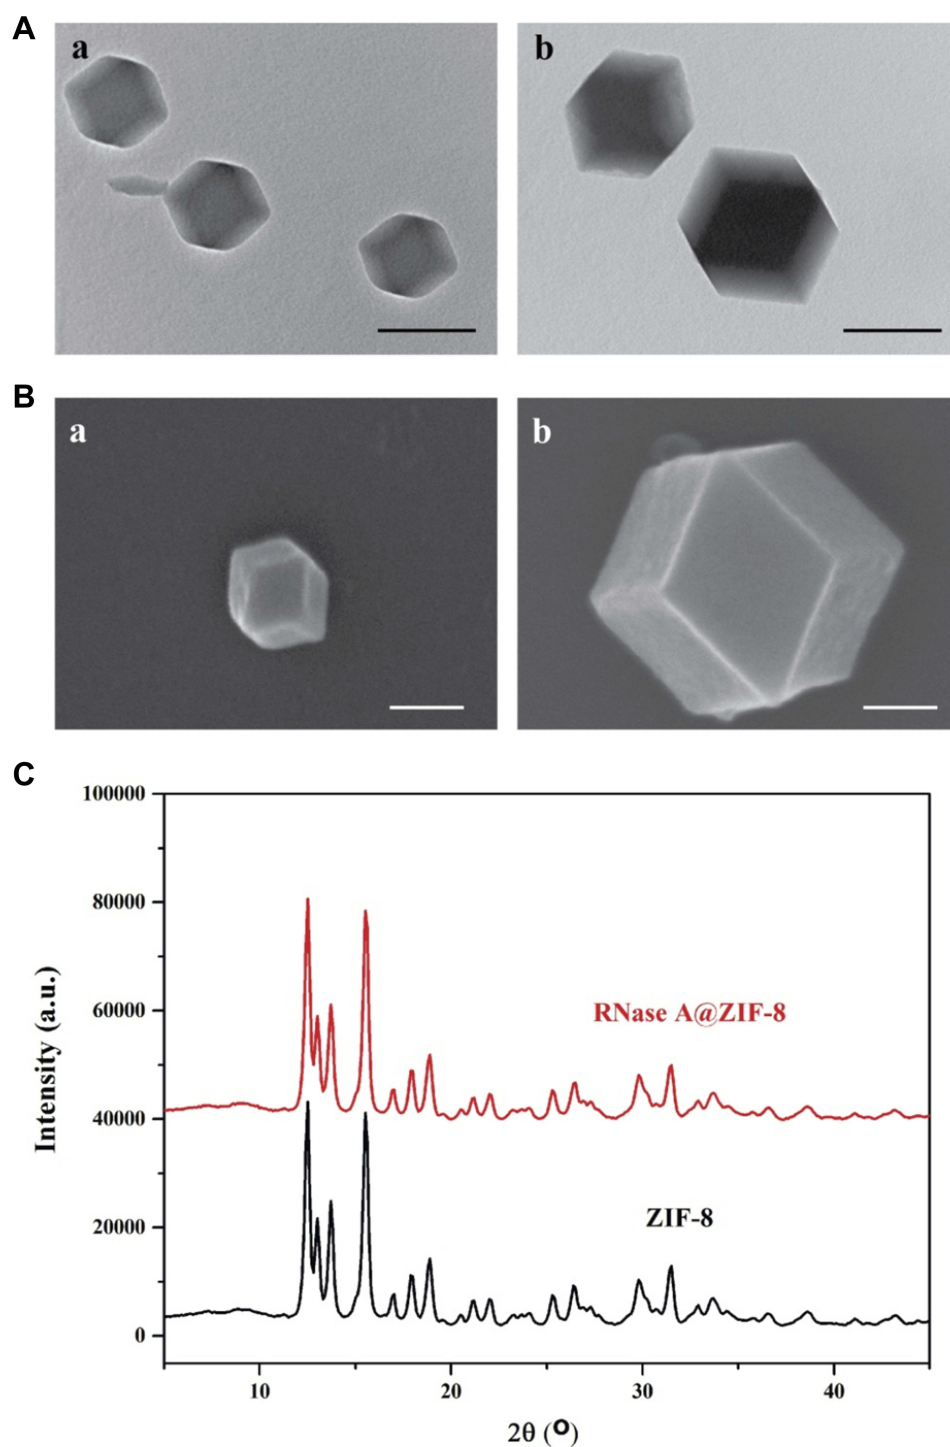 A
a
b
B
a
b
C
100000
80000
60000
40000
20000
0
Intensity (a.u.)
RNase A@ZIF-8
ZIF-8
10
20
30
40
2θ (°)